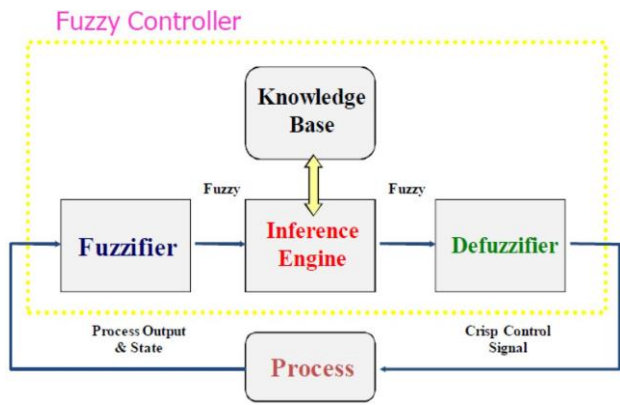 Fuzzy Controller
Knowledge
Base
Fuzzy
Fuzzy
Fuzzifier
Inference
Engine
Defuzzifier
Process Output
& State
Crisp Control
Signal
Process